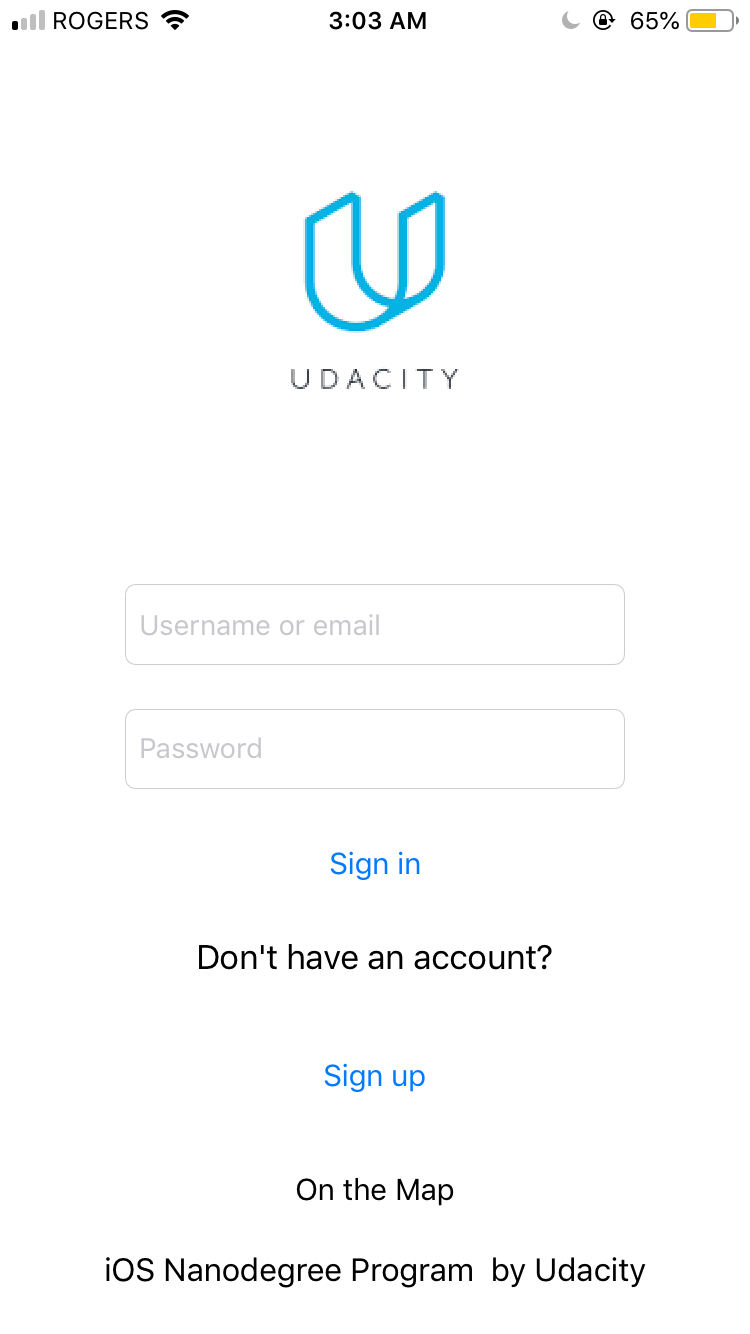 ROGERS 3:03 AM 65%
UDACITY
Username or email
Password
Sign in
Don't have an account?
Sign up
On the Map
iOS Nanodegree Program  by Udacity